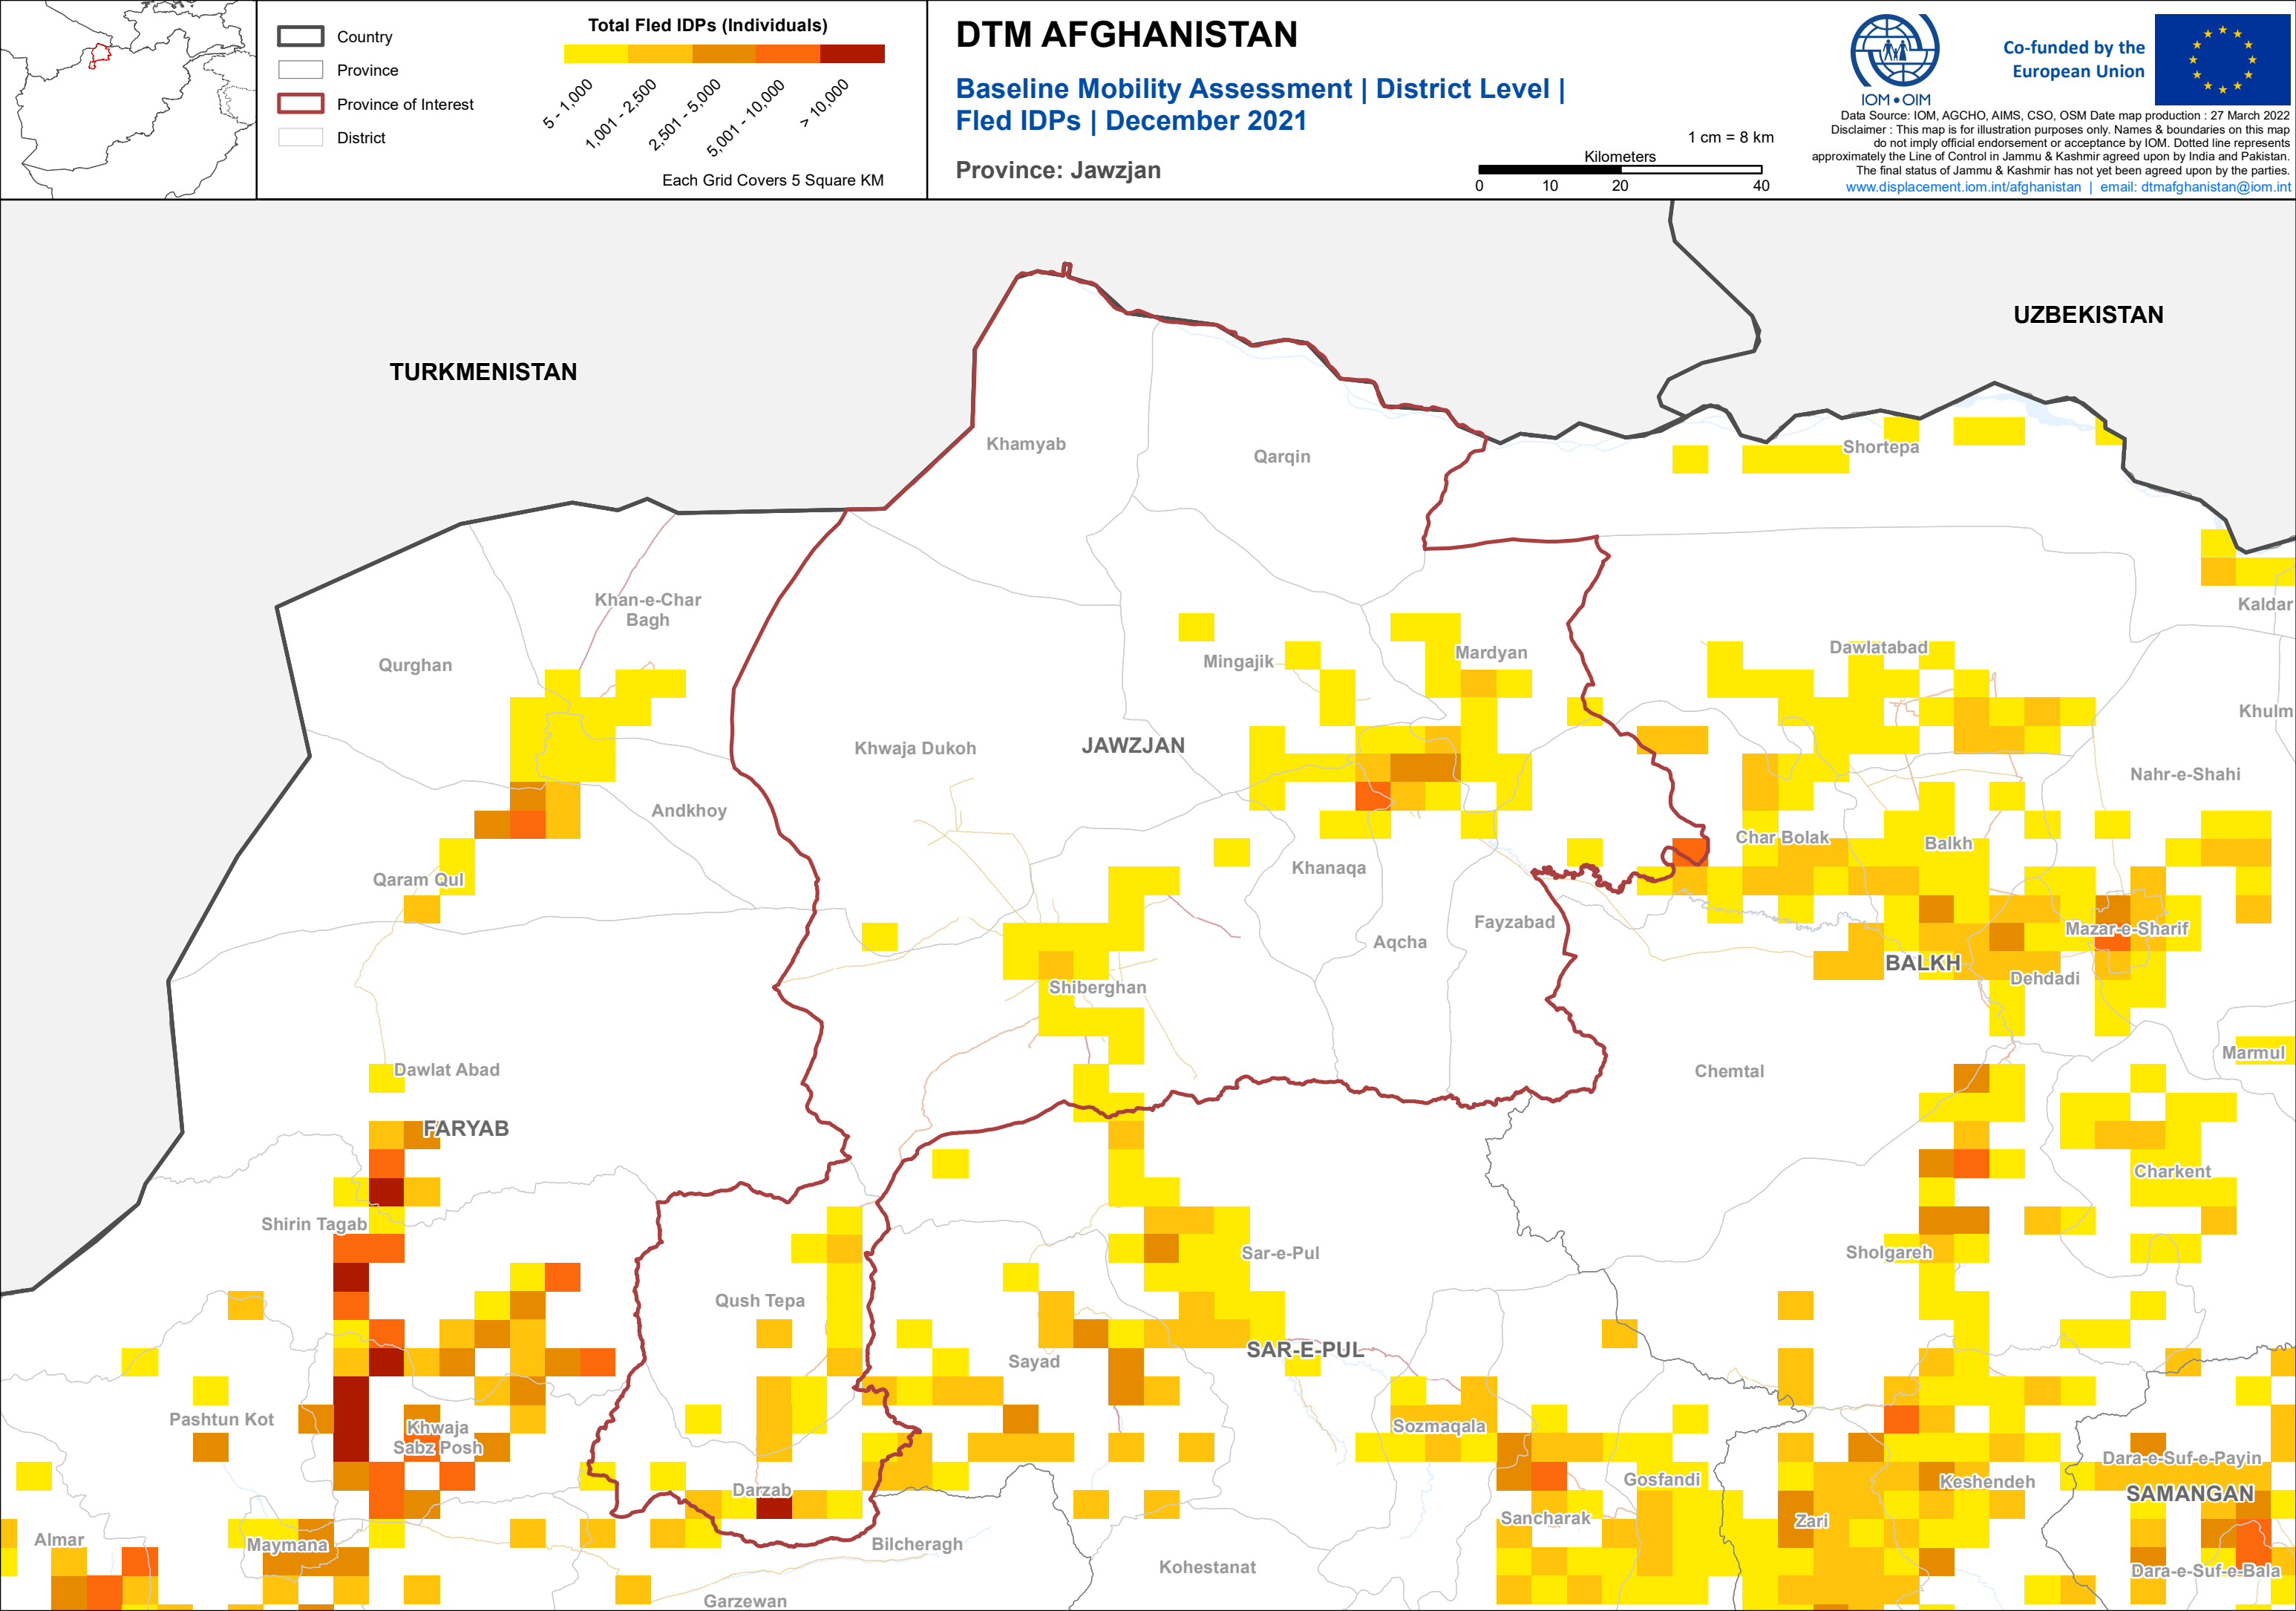 Country
Province
Province of Interest
District
Total Fled IDPs (Individuals)
5 - 1,000
1,001 - 2,500
2,501 - 5,000
5,001 - 10,000
> 10,000
Each Grid Covers 5 Square KM
DTM AFGHANISTAN
Baseline Mobility Assessment | District Level |
Fled IDPs | December 2021
Province: Jawzjan
1 cm = 8 km
Kilometers
0 10 20 40
IOM • OIM
Co-funded by the
European Union
Data Source: IOM, AGCHO, AIMS, CSO, OSM Date map production : 27 March 2022
Disclaimer : This map is for illustration purposes only. Names & boundaries on this map
do not imply official endorsement or acceptance by IOM. Dotted line represents
approximately the Line of Control in Jammu & Kashmir agreed upon by India and Pakistan.
The final status of Jammu & Kashmir has not yet been agreed upon by the parties.
www.displacement.iom.int/afghanistan | email: dtmafghanistan@iom.int
UZBEKISTAN
TURKMENISTAN
Khamyab
Qarqin
Shortepa
Khan-e-Char
Bagh
Kaldar
Qurghan
Mingajik
Mardyan
Dawlatabad
Khulm
Khwaja Dukoh
JAWZJAN
Nahr-e-Shahi
Andkhoy
Char Bolak
Balkh
Qaram Qul
Khanaqa
Fayzabad
Aqcha
Mazar-e-Sharif
BALKH
Dehdadi
Shiberghan
Marmul
Dawlat Abad
Chemtal
FARYAB
Charkent
Shirin Tagab
Sar-e-Pul
Sholgareh
Qush Tepa
SAR-E-PUL
Sayad
Pashtun Kot
Khwaja
Sabz Posh
Sozmaqala
Dara-e-Suf-e-Payin
Gosfandi
Keshendeh
Darzab
SAMANGAN
Sancharak
Zari
Almar
Maymana
Bilcheragh
Kohestanat
Dara-e-Suf-e-Bala
Garzewan